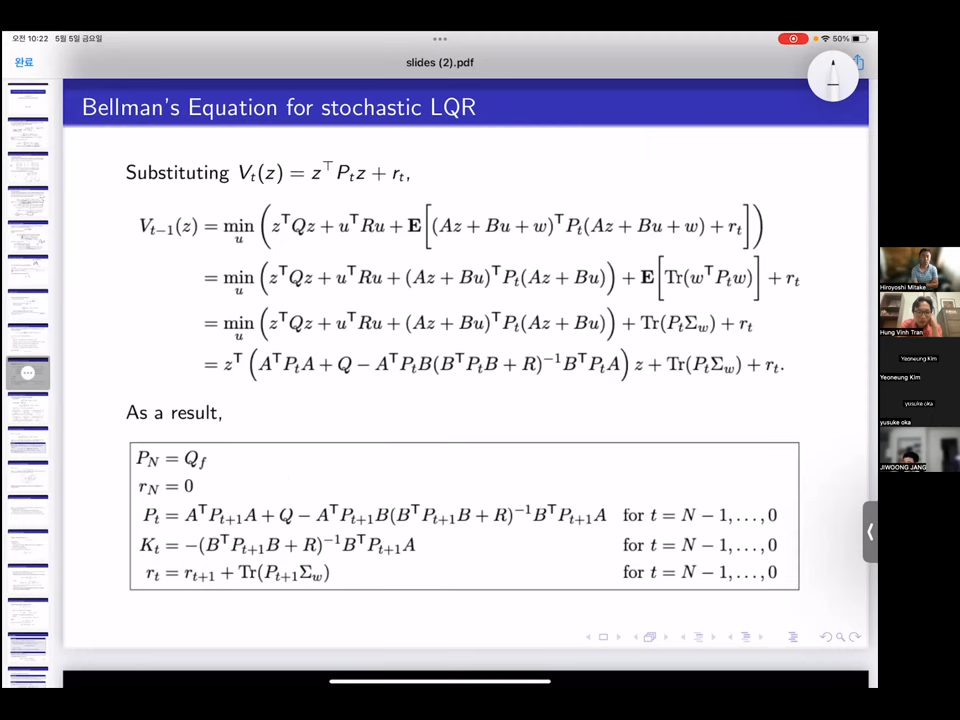 오전 10:22 5월 5일 금요일
50%
완료
slides (2).pdf
Bellman's Equation for stochastic LQR
Substituting V_t(z) = z^⊤ P_t z + r_t,
V_{t−1}(z) = min_u (z^T Qz + u^T Ru + E[(Az + Bu + w)^T P_t(Az + Bu + w) + r_t])
= min_u (z^T Qz + u^T Ru + (Az + Bu)^T P_t(Az + Bu)) + E[Tr(w^T P_t w)] + r_t
= min_u (z^T Qz + u^T Ru + (Az + Bu)^T P_t(Az + Bu)) + Tr(P_t Σ_w) + r_t
= z^T (A^T P_t A + Q − A^T P_t B(B^T P_t B + R)^{−1} B^T P_t A) z + Tr(P_t Σ_w) + r_t.
As a result,
P_N = Q_f
r_N = 0
P_t = A^T P_{t+1} A + Q − A^T P_{t+1} B(B^T P_{t+1} B + R)^{−1} B^T P_{t+1} A for t = N − 1, . . . , 0
K_t = −(B^T P_{t+1} B + R)^{−1} B^T P_{t+1} A for t = N − 1, . . . , 0
r_t = r_{t+1} + Tr(P_{t+1} Σ_w) for t = N − 1, . . . , 0
Hiroyoshi Mitake
Hung Vinh Tran
Yeoneung Kim
Yeoneung Kim
yusuke oka
yusuke oka
JIWOONG JANG